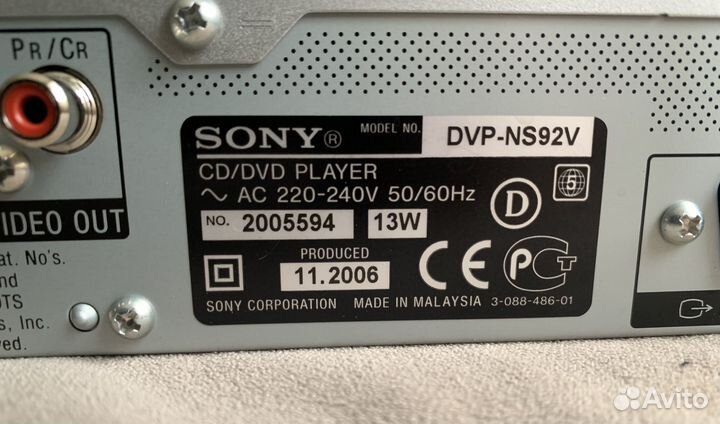 PR/CR
VIDEO OUT
at. No's.
nd
DTS
s, Inc.
ved.
SONY®
MODEL NO. DVP-NS92V
CD/DVD PLAYER
~ AC 220-240V 50/60Hz
NO. 2005594 13W
D
5
PRODUCED
11.2006
CE
PCT
SONY CORPORATION MADE IN MALAYSIA 3-088-486-01
Avito